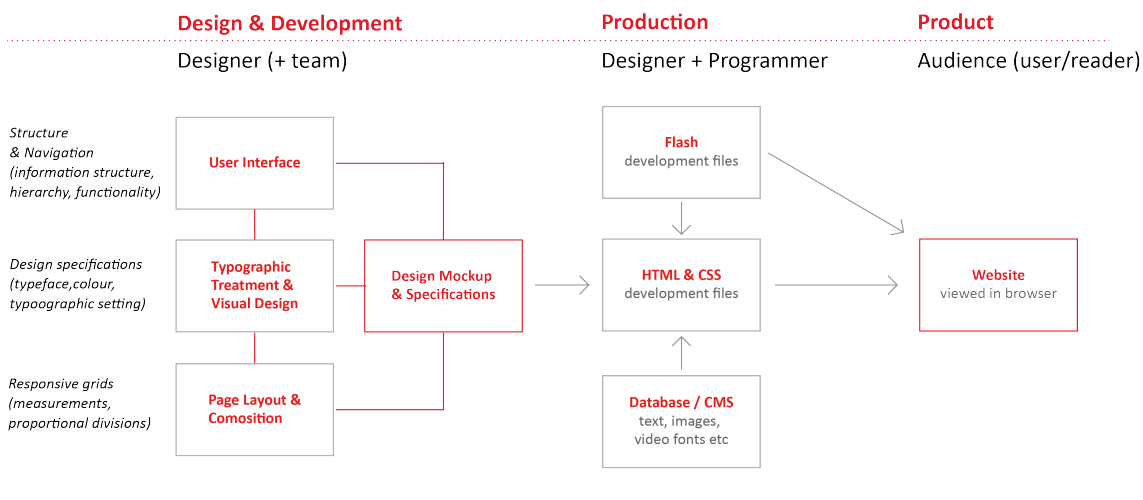 Design & Development
Production
Product
Designer (+ team)
Designer + Programmer
Audience (user/reader)
Structure
& Navigation
(information structure,
hierarchy, functionality)
User Interface
Flash
development files
Design specifications
(typeface,colour,
typoographic setting)
Typographic
Treatment &
Visual Design
Design Mockup
& Specifications
HTML & CSS
development files
Website
viewed in browser
Responsive grids
(measurements,
proportional divisions)
Page Layout &
Comosition
Database / CMS
text, images,
video fonts etc